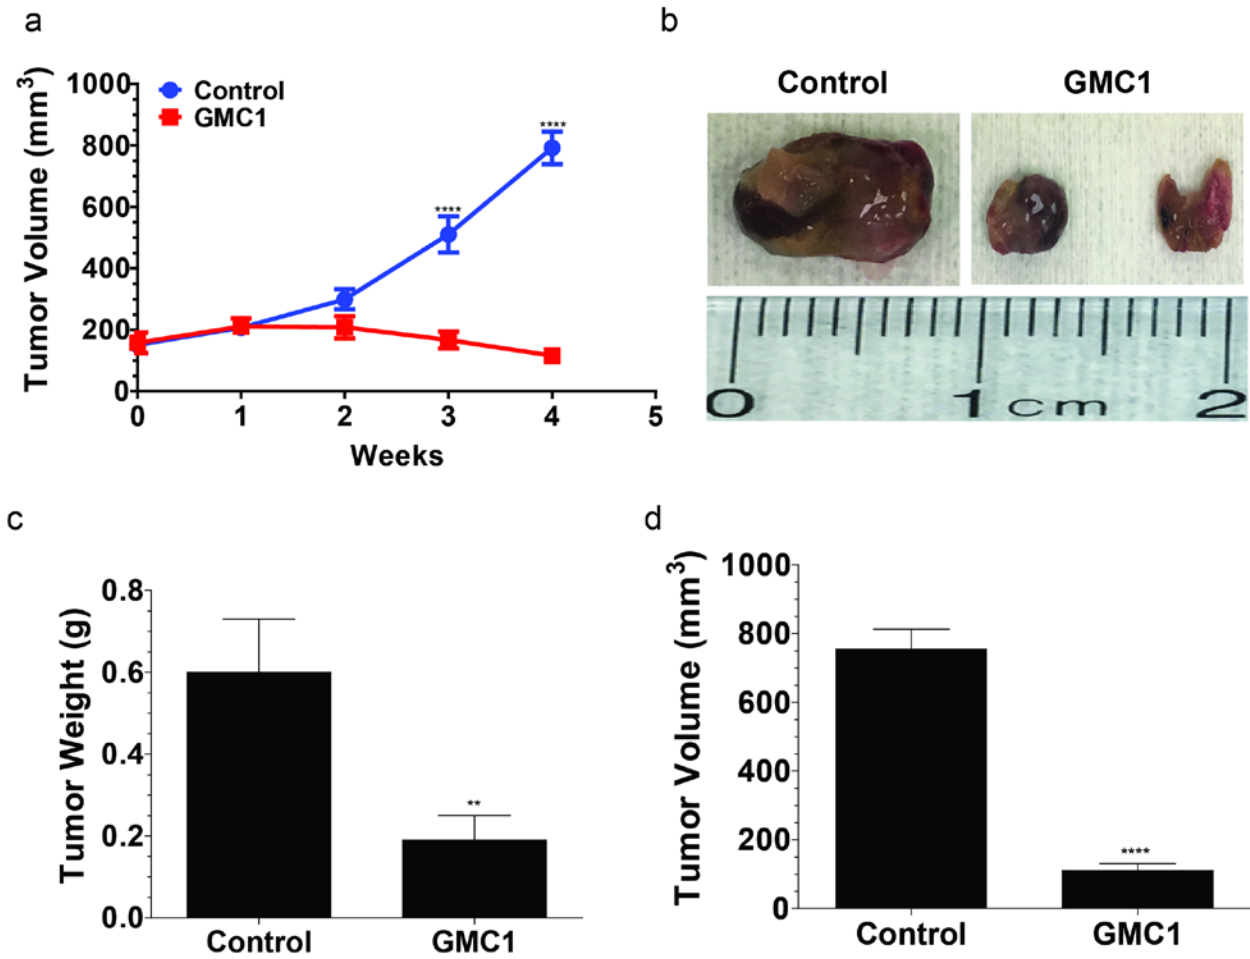 a
Tumor Volume (mm³)
1000
800
600
400
200
0
Control
GMC1
****
****
0 1 2 3 4 5
Weeks
b
Control GMC1
0 1 cm 2
c
Tumor Weight (g)
0.8
0.6
0.4
0.2
0.0
**
Control GMC1
d
Tumor Volume (mm³)
1000
800
600
400
200
0
****
Control GMC1